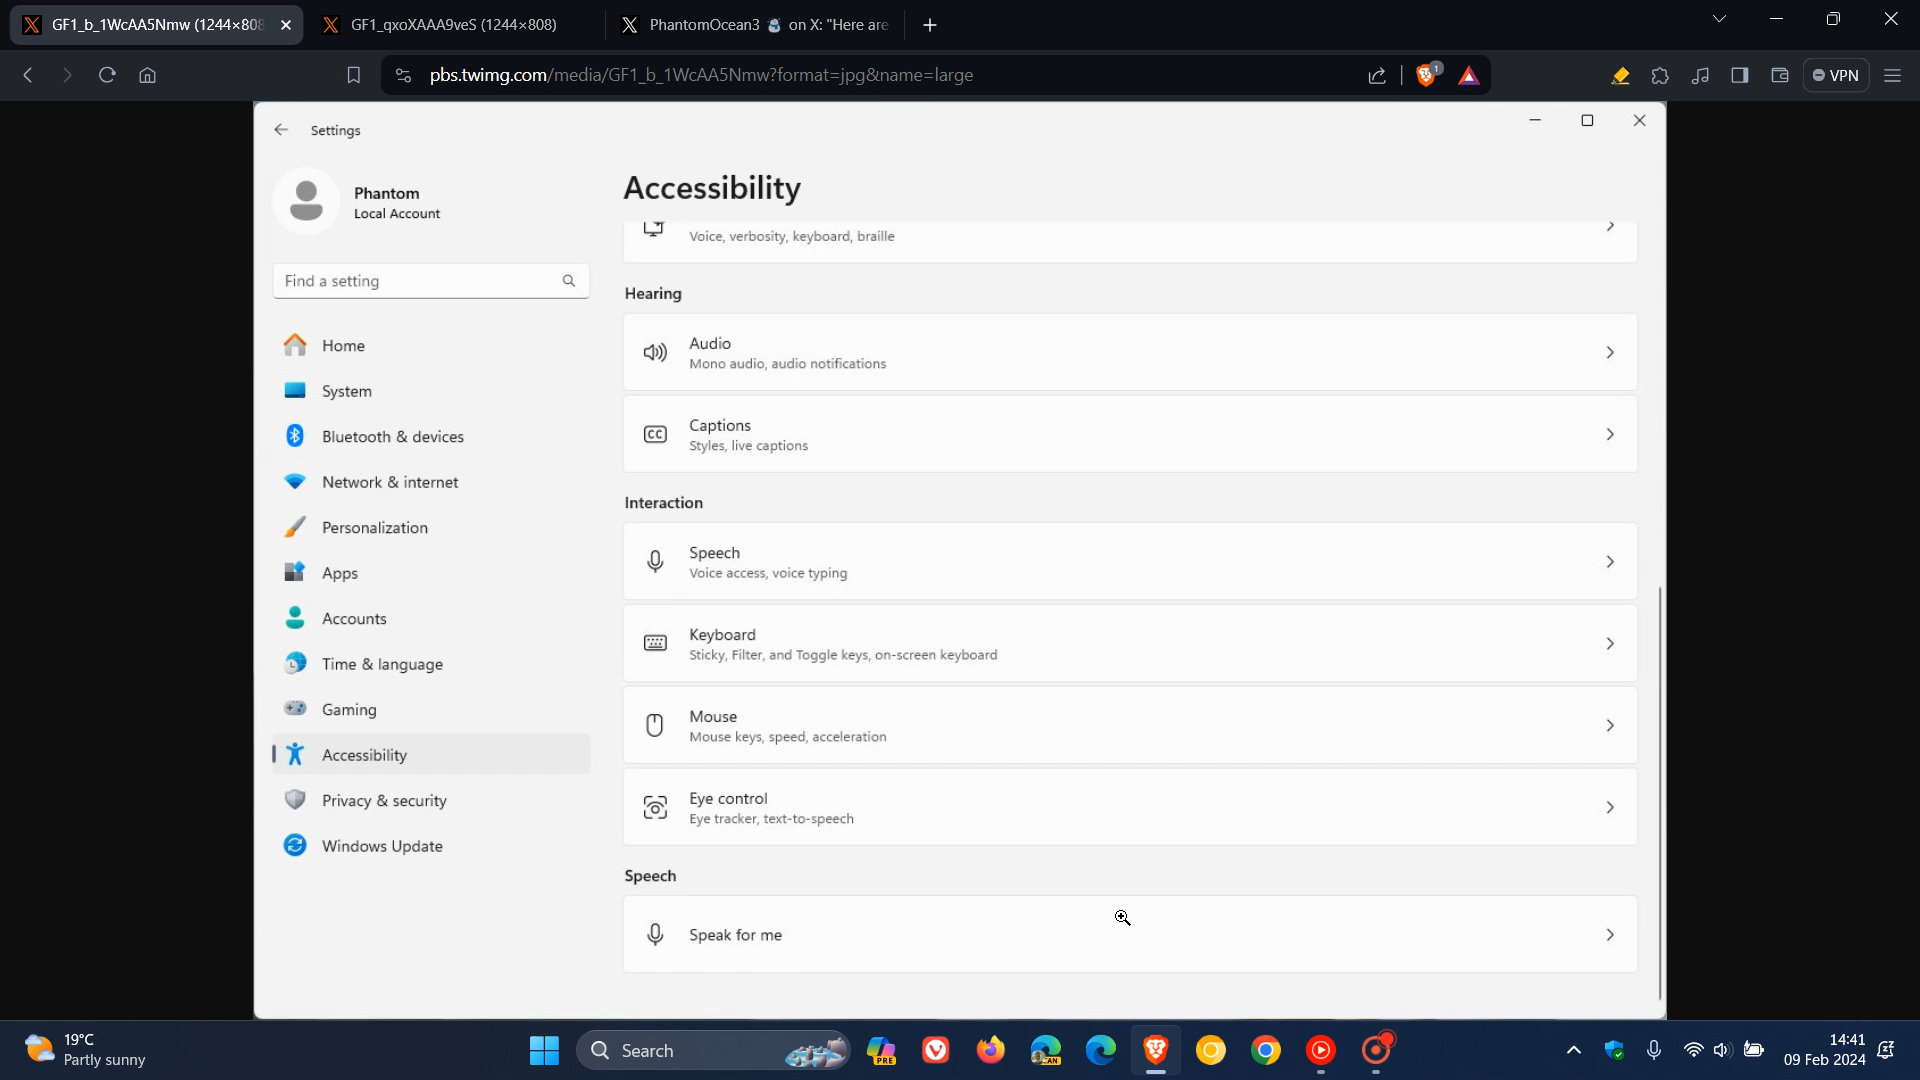 GF1_b_1WcAA5Nmw (1244×808
GF1_qxoXAAA9veS (1244×808)
PhantomOcean3 on X: "Here are
pbs.twimg.com/media/GF1_b_1WcAA5Nmw?format=jpg&name=large
1
VPN
Settings
Phantom
Local Account
Find a setting
Home
System
Bluetooth & devices
Network & internet
Personalization
Apps
Accounts
Time & language
Gaming
Accessibility
Privacy & security
Windows Update
Accessibility
Voice, verbosity, keyboard, braille
Hearing
Audio
Mono audio, audio notifications
CC
Captions
Styles, live captions
Interaction
Speech
Voice access, voice typing
Keyboard
Sticky, Filter, and Toggle keys, on-screen keyboard
Mouse
Mouse keys, speed, acceleration
Eye control
Eye tracker, text-to-speech
Speech
Speak for me
19°C
Partly sunny
Search
PRE
CAN
14:41
09 Feb 2024